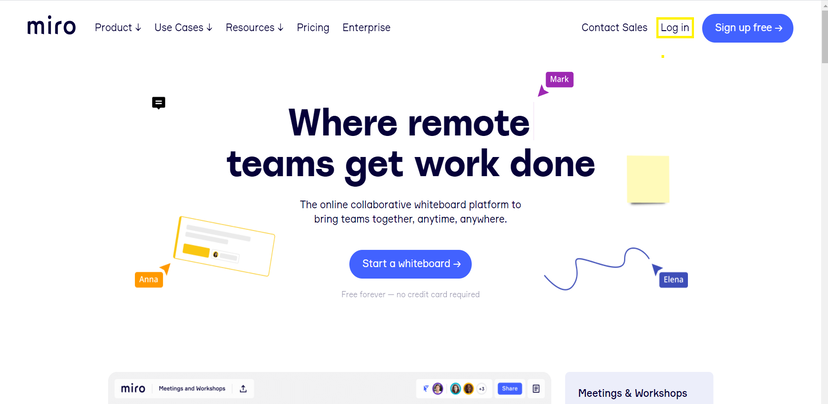 miro Product ↓ Use Cases ↓ Resources ↓ Pricing Enterprise Contact Sales Log in Sign up free →
Mark
Where remote
teams get work done
The online collaborative whiteboard platform to
bring teams together, anytime, anywhere.
Start a whiteboard →
Anna
Elena
Free forever — no credit card required
miro Meetings and Workshops +3 Share
Meetings & Workshops